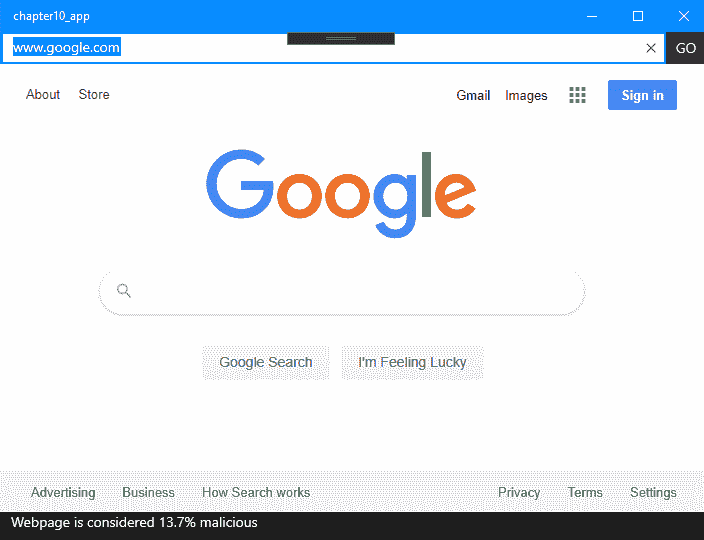 chapter10_app
www.google.com GO
About Store Gmail Images Sign in
Google
Google Search I'm Feeling Lucky
Advertising Business How Search works Privacy Terms Settings
Webpage is considered 13.7% malicious